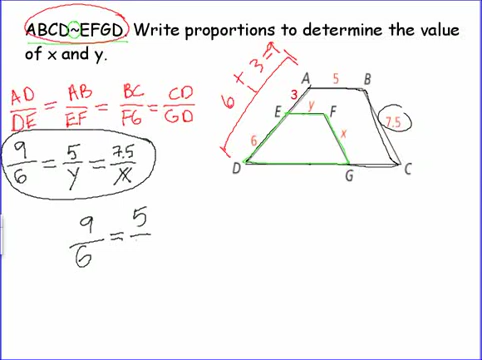 ABCD~EFGD Write proportions to determine the value
of x and y.
6 + 3 = 9
AD/DE = AB/EF = BC/FG = CD/GD
9/6 = 5/y = 7.5/x
9/6 = 5
A 5 B
3
E y F
7.5
6 x
D G C